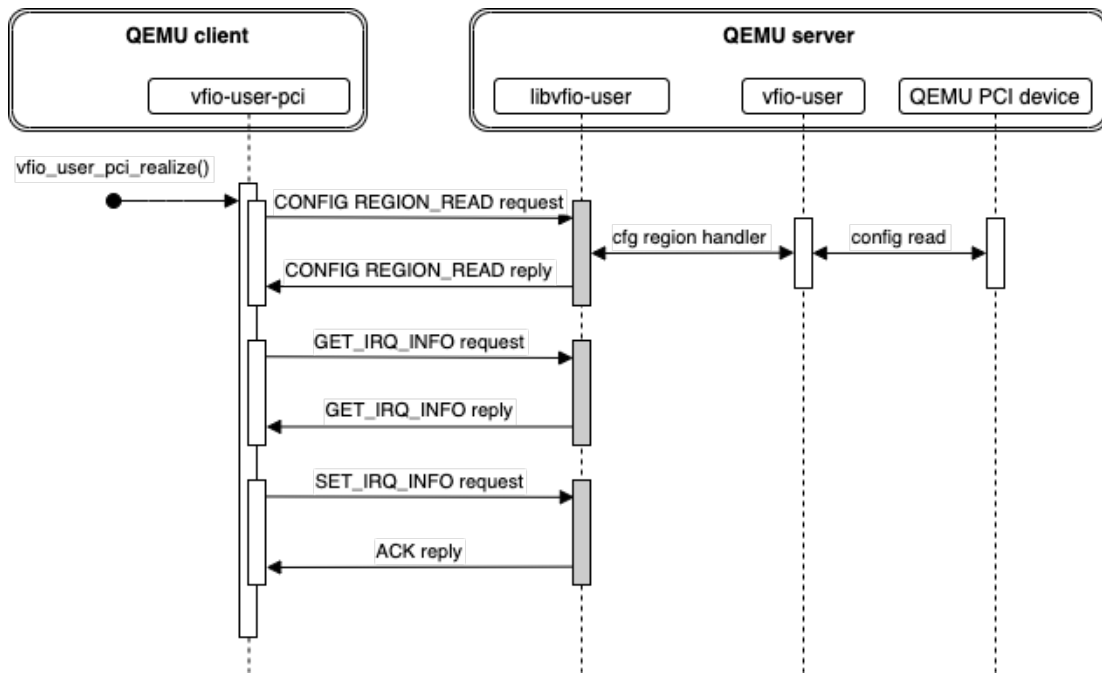 QEMU client
QEMU server
vfio-user-pci
libvfio-user
vfio-user
QEMU PCI device
vfio_user_pci_realize()
CONFIG REGION_READ request
cfg region handler
config read
CONFIG REGION_READ reply
GET_IRQ_INFO request
GET_IRQ_INFO reply
SET_IRQ_INFO request
ACK reply